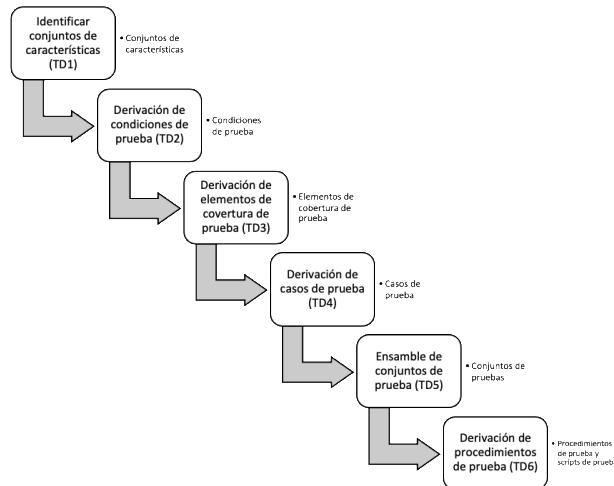 Identificar
conjuntos de
características
(TD1)
• Conjuntos de
características
Derivación de
condiciones de
prueba (TD2)
• Condiciones
de prueba
Derivación de
elementos de
covertura de
prueba (TD3)
• Elementos de
cobertura de
prueba
Derivación de
casos de prueba
(TD4)
• Casos de
prueba
Ensamble de
conjuntos de
prueba (TD5)
• Conjuntos de
pruebas
Derivación de
procedimientos
de prueba (TD6)
• Procedimientos
de prueba y
scripts de prueba